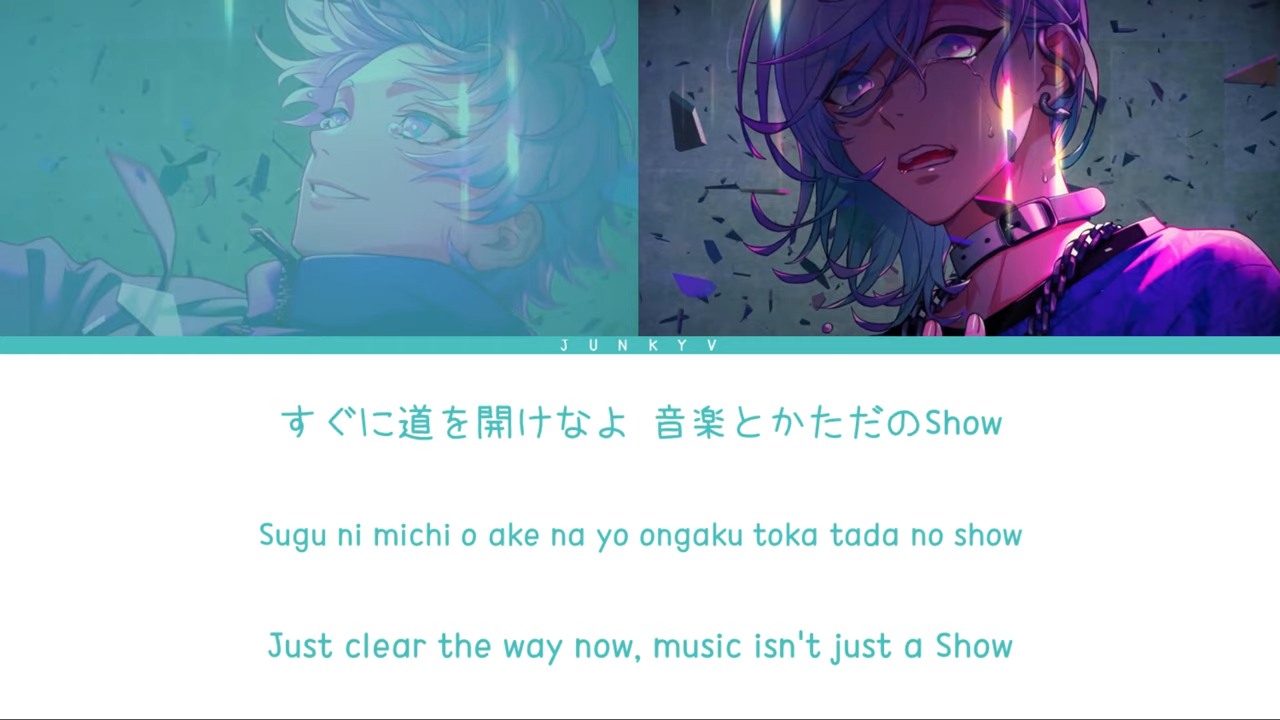 JUNKYV
すぐに道を開けなよ 音楽とかただのShow
Sugu ni michi o ake na yo ongaku toka tada no show
Just clear the way now, music isn't just a Show